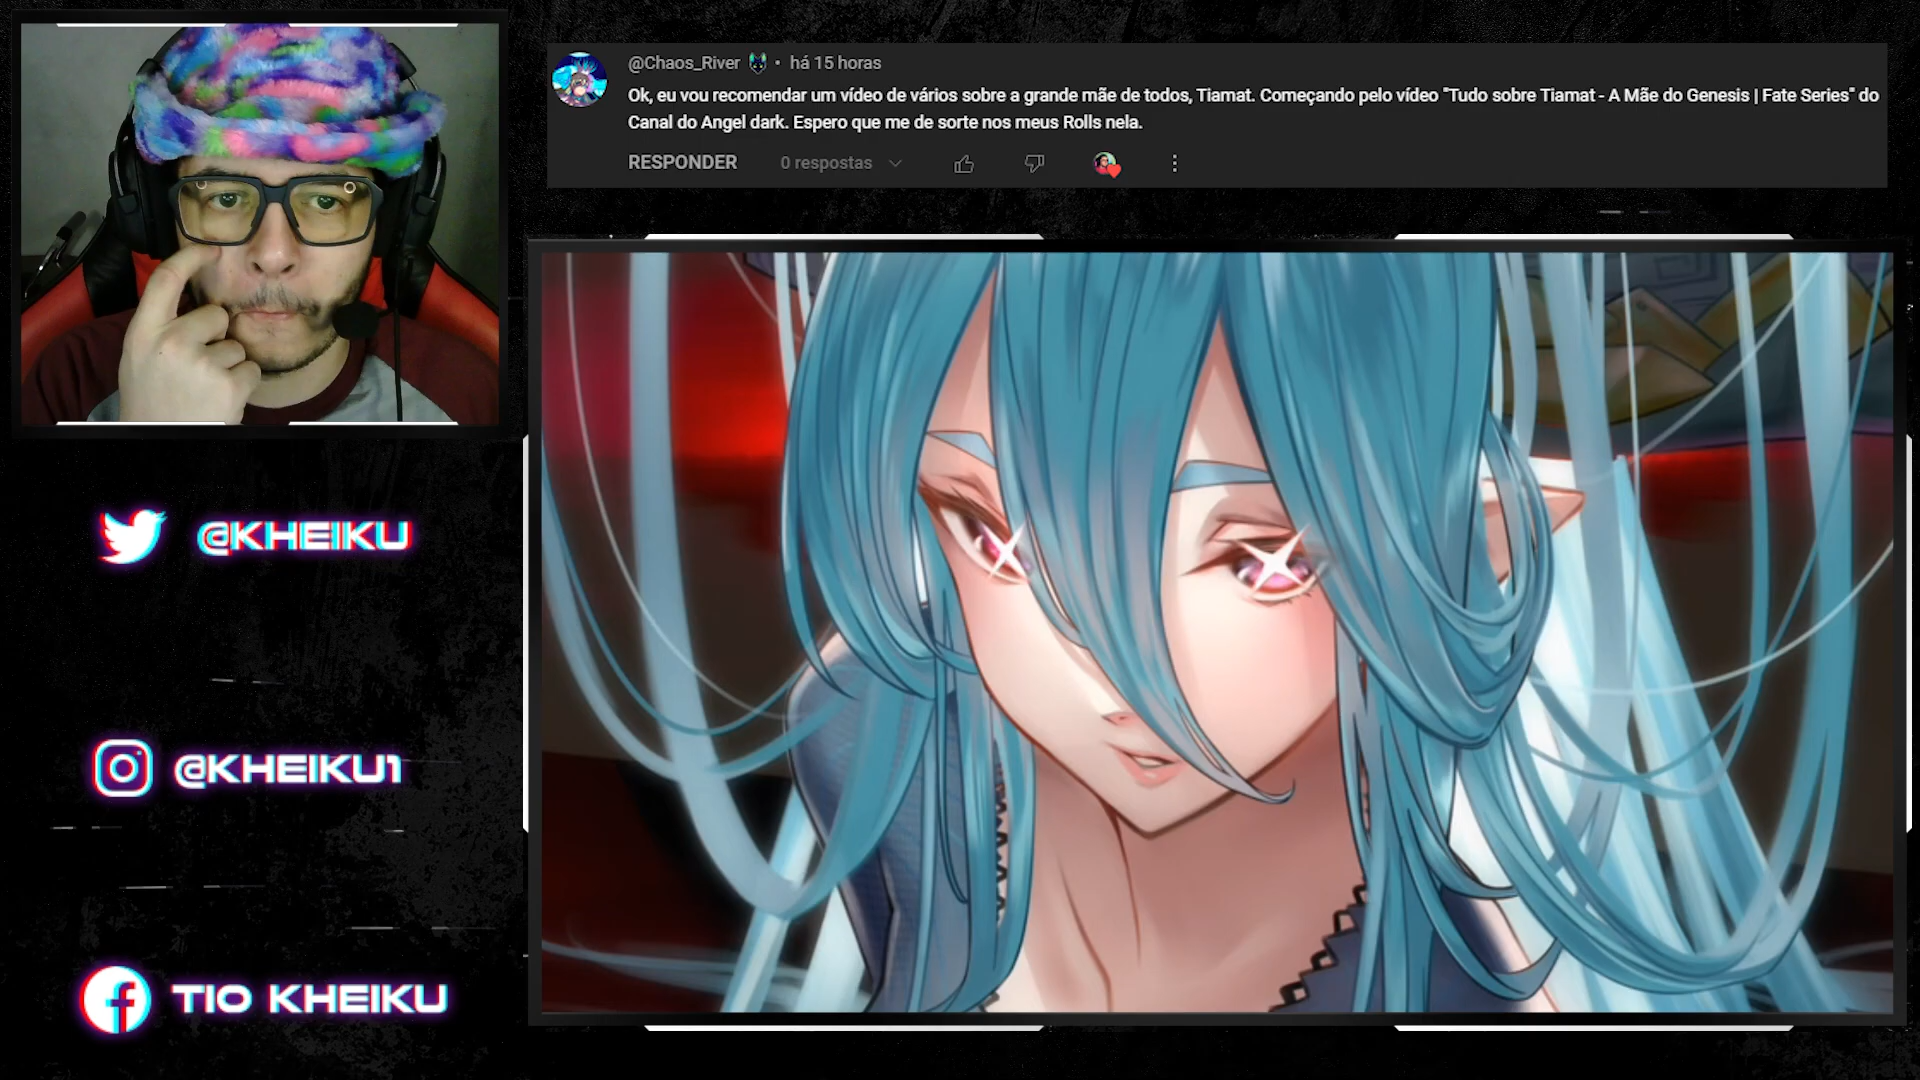 @Chaos_River • há 15 horas
Ok, eu vou recomendar um vídeo de vários sobre a grande mãe de todos, Tiamat. Começando pelo vídeo "Tudo sobre Tiamat - A Mãe do Genesis | Fate Series" do
Canal do Angel dark. Espero que me de sorte nos meus Rolls nela.
RESPONDER 0 respostas
@KHEIKU
@KHEIKU1
TIO KHEIKU